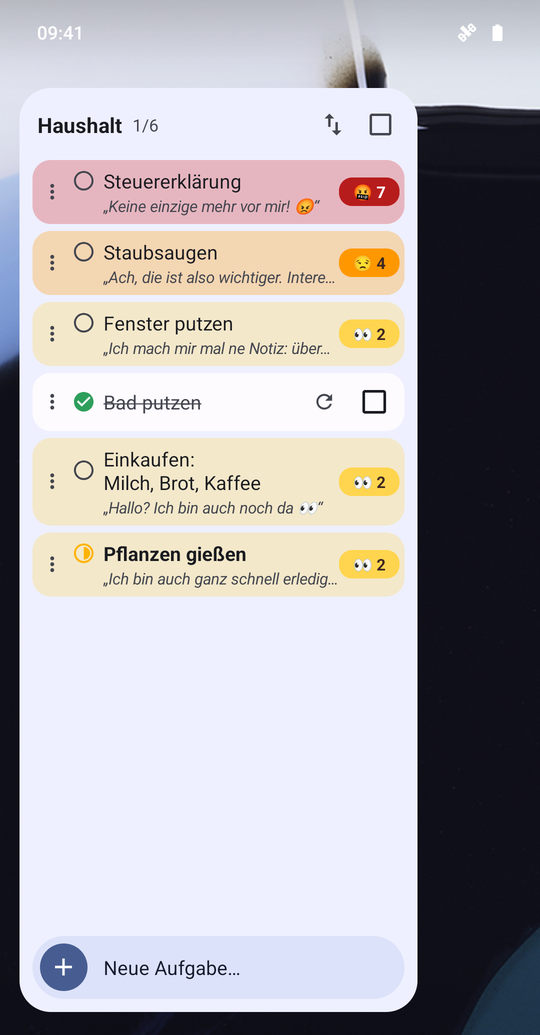 09:41
Haushalt 1/6
Steuererklärung
„Keine einzige mehr vor mir! 😡“
🤬 7
Staubsaugen
„Ach, die ist also wichtiger. Intere…
😒 4
Fenster putzen
„Ich mach mir mal ne Notiz: über…
👀 2
Bad putzen
Einkaufen:
Milch, Brot, Kaffee
„Hallo? Ich bin auch noch da 👀“
👀 2
Pflanzen gießen
„Ich bin auch ganz schnell erledig…
👀 2
Neue Aufgabe…